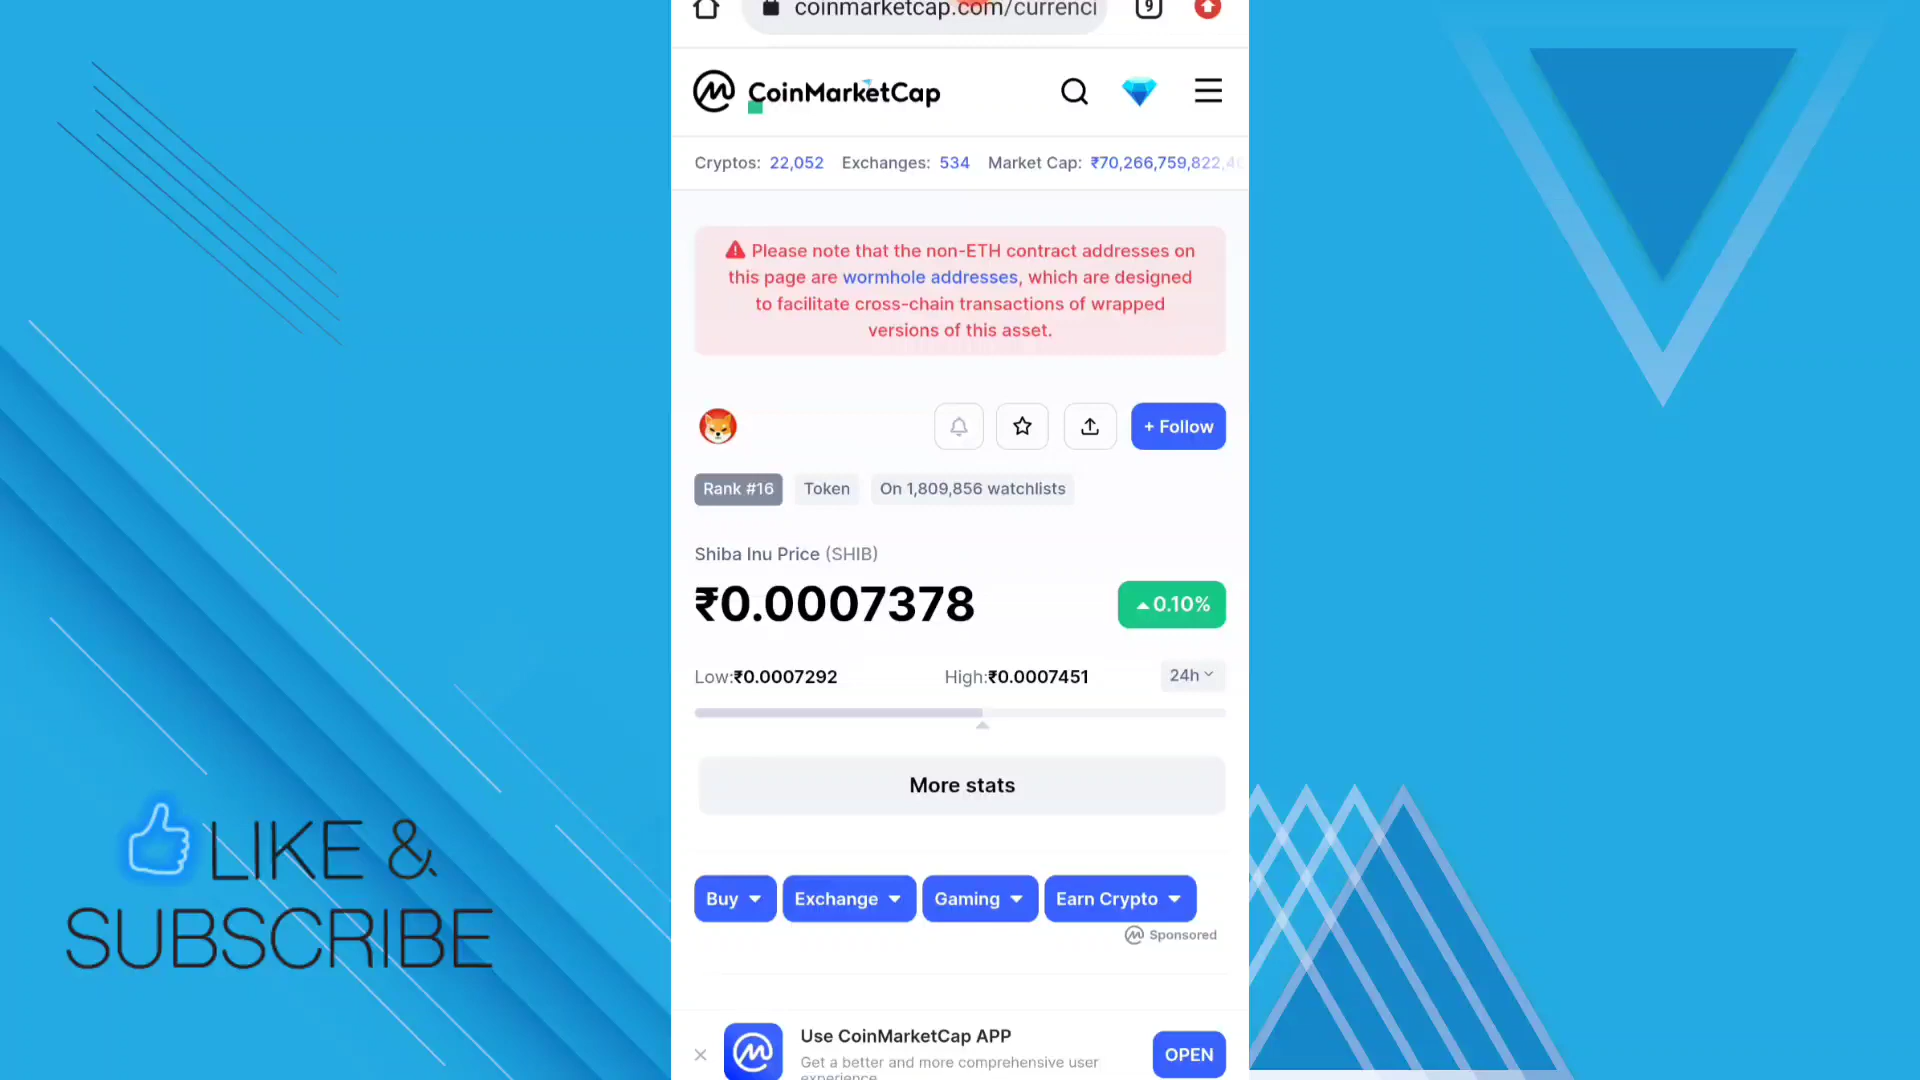 coinmarketcap.com/currenci
9
CoinMarketCap
Cryptos: 22,052 Exchanges: 534 Market Cap: ₹70,266,759,822,40
Please note that the non-ETH contract addresses on
this page are wormhole addresses, which are designed
to facilitate cross-chain transactions of wrapped
versions of this asset.
+ Follow
Rank #16 Token On 1,809,856 watchlists
Shiba Inu Price (SHIB)
₹0.0007378
0.10%
Low:₹0.0007292 High:₹0.0007451 24h
More stats
Buy Exchange Gaming Earn Crypto
Sponsored
Use CoinMarketCap APP
Get a better and more comprehensive user
experience
OPEN
LIKE &
SUBSCRIBE